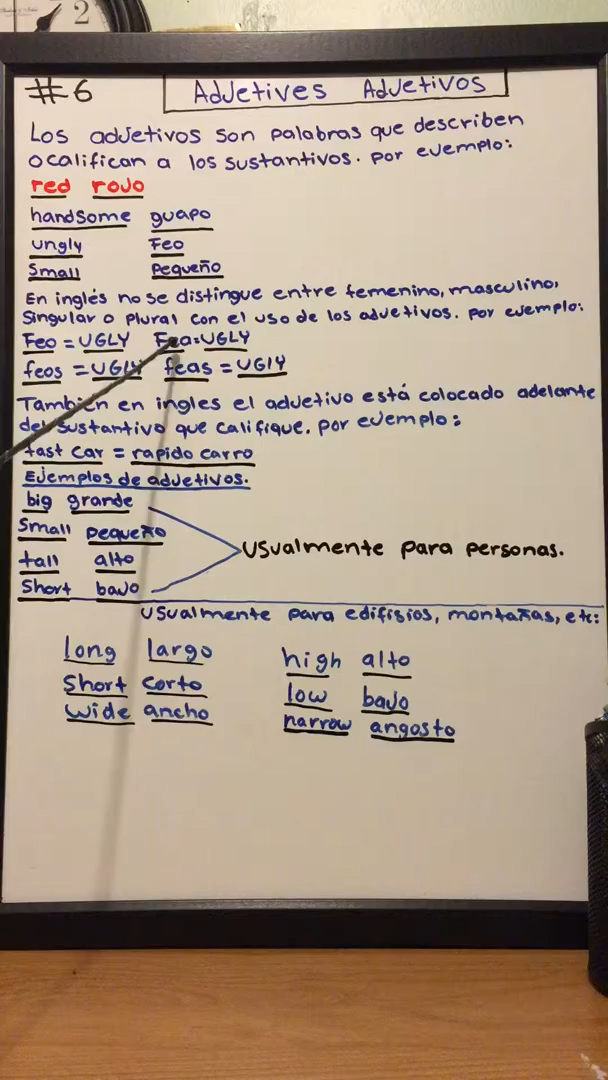 2
#6 Adjetives Adjetivos
Los adjetivos son palabras que describen
o califican a los sustantivos. por ejemplo:
red rojo
handsome guapo
ungly Feo
Small Pequeño
En inglés no se distingue entre femenino, masculino,
Singular o plural con el uso de los adjetivos. por ejemplo:
Feo = UGLY Fea=UGLY
feos = UGLY feas = UGlY
También en ingles el adjetivo está colocado adelante
del sustantivo que califique. por ejemplo:
fast car = rapido carro
Ejemplos de adjetivos.
big grande
Small pequeño
tall alto
Short bajo
Usualmente para personas.
Usualmente para edifisios, montañas, etc:
long largo
Short corto
wide ancho
high alto
low bajo
narrow angosto